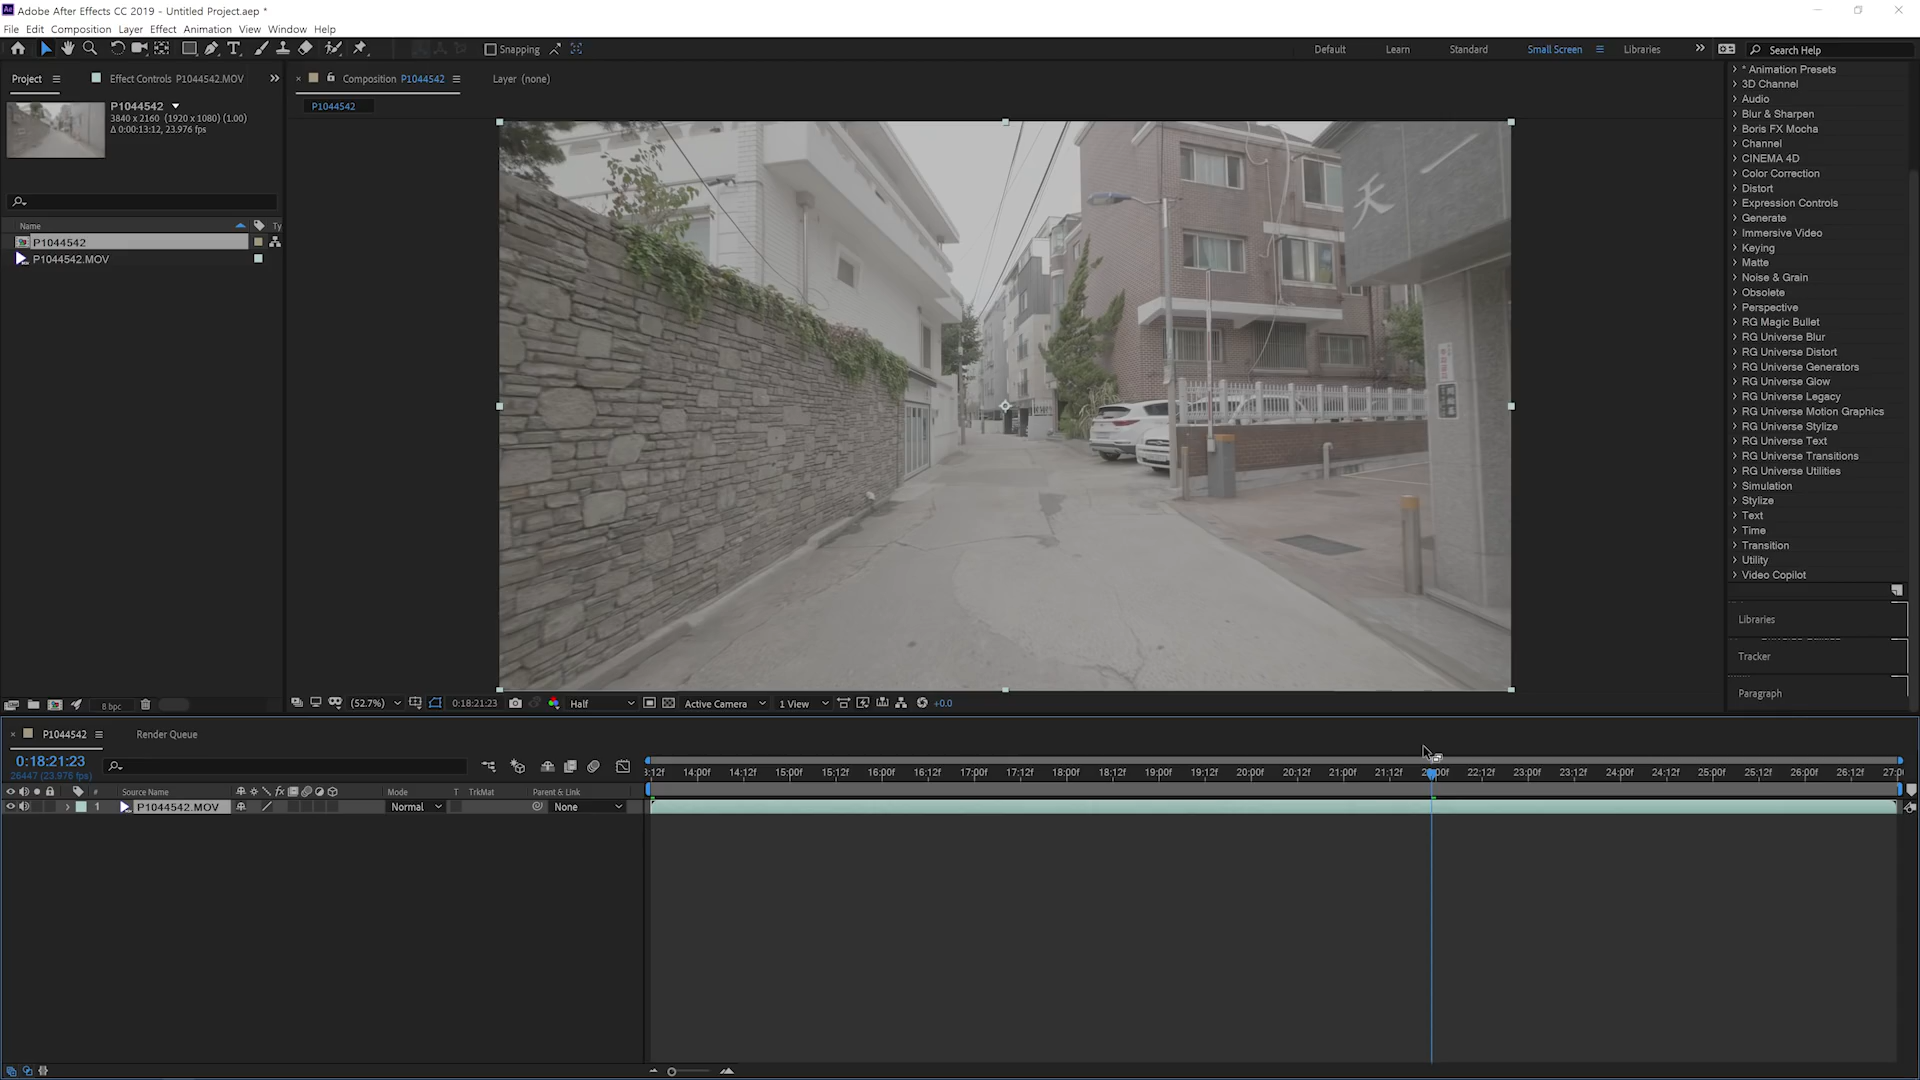 Adobe After Effects CC 2019 - Untitled Project.aep *
File Edit Composition Layer Effect Animation View Window Help
Snapping
Default Learn Standard Small Screen Libraries Search Help
Project Effect Controls P1044542.MOV
Composition P1044542 Layer (none)
P1044542
P1044542
3840 x 2160 (1920 x 1080) (1.00)
Δ 0:00:13:12, 23.976 fps
Name Ty
P1044542
P1044542.MOV
天
8 bpc
(52.7%) 0:18:21:23 Half Active Camera 1 View +0.0
* Animation Presets
3D Channel
Audio
Blur & Sharpen
Boris FX Mocha
Channel
CINEMA 4D
Color Correction
Distort
Expression Controls
Generate
Immersive Video
Keying
Matte
Noise & Grain
Obsolete
Perspective
RG Magic Bullet
RG Universe Blur
RG Universe Distort
RG Universe Generators
RG Universe Glow
RG Universe Legacy
RG Universe Motion Graphics
RG Universe Stylize
RG Universe Text
RG Universe Transitions
RG Universe Utilities
Simulation
Stylize
Text
Time
Transition
Utility
Video Copilot
Libraries
Tracker
Paragraph
P1044542 Render Queue
0:18:21:23
26447 (23.976 fps)
:12f 14:00f 14:12f 15:00f 15:12f 16:00f 16:12f 17:00f 17:12f 18:00f 18:12f 19:00f 19:12f 20:00f 20:12f 21:00f 21:12f 22:12f 23:00f 23:12f 24:00f 24:12f 25:00f 25:12f 26:00f 26:12f 27:0
# Source Name Mode T TrkMat Parent & Link
1 P1044542.MOV Normal None